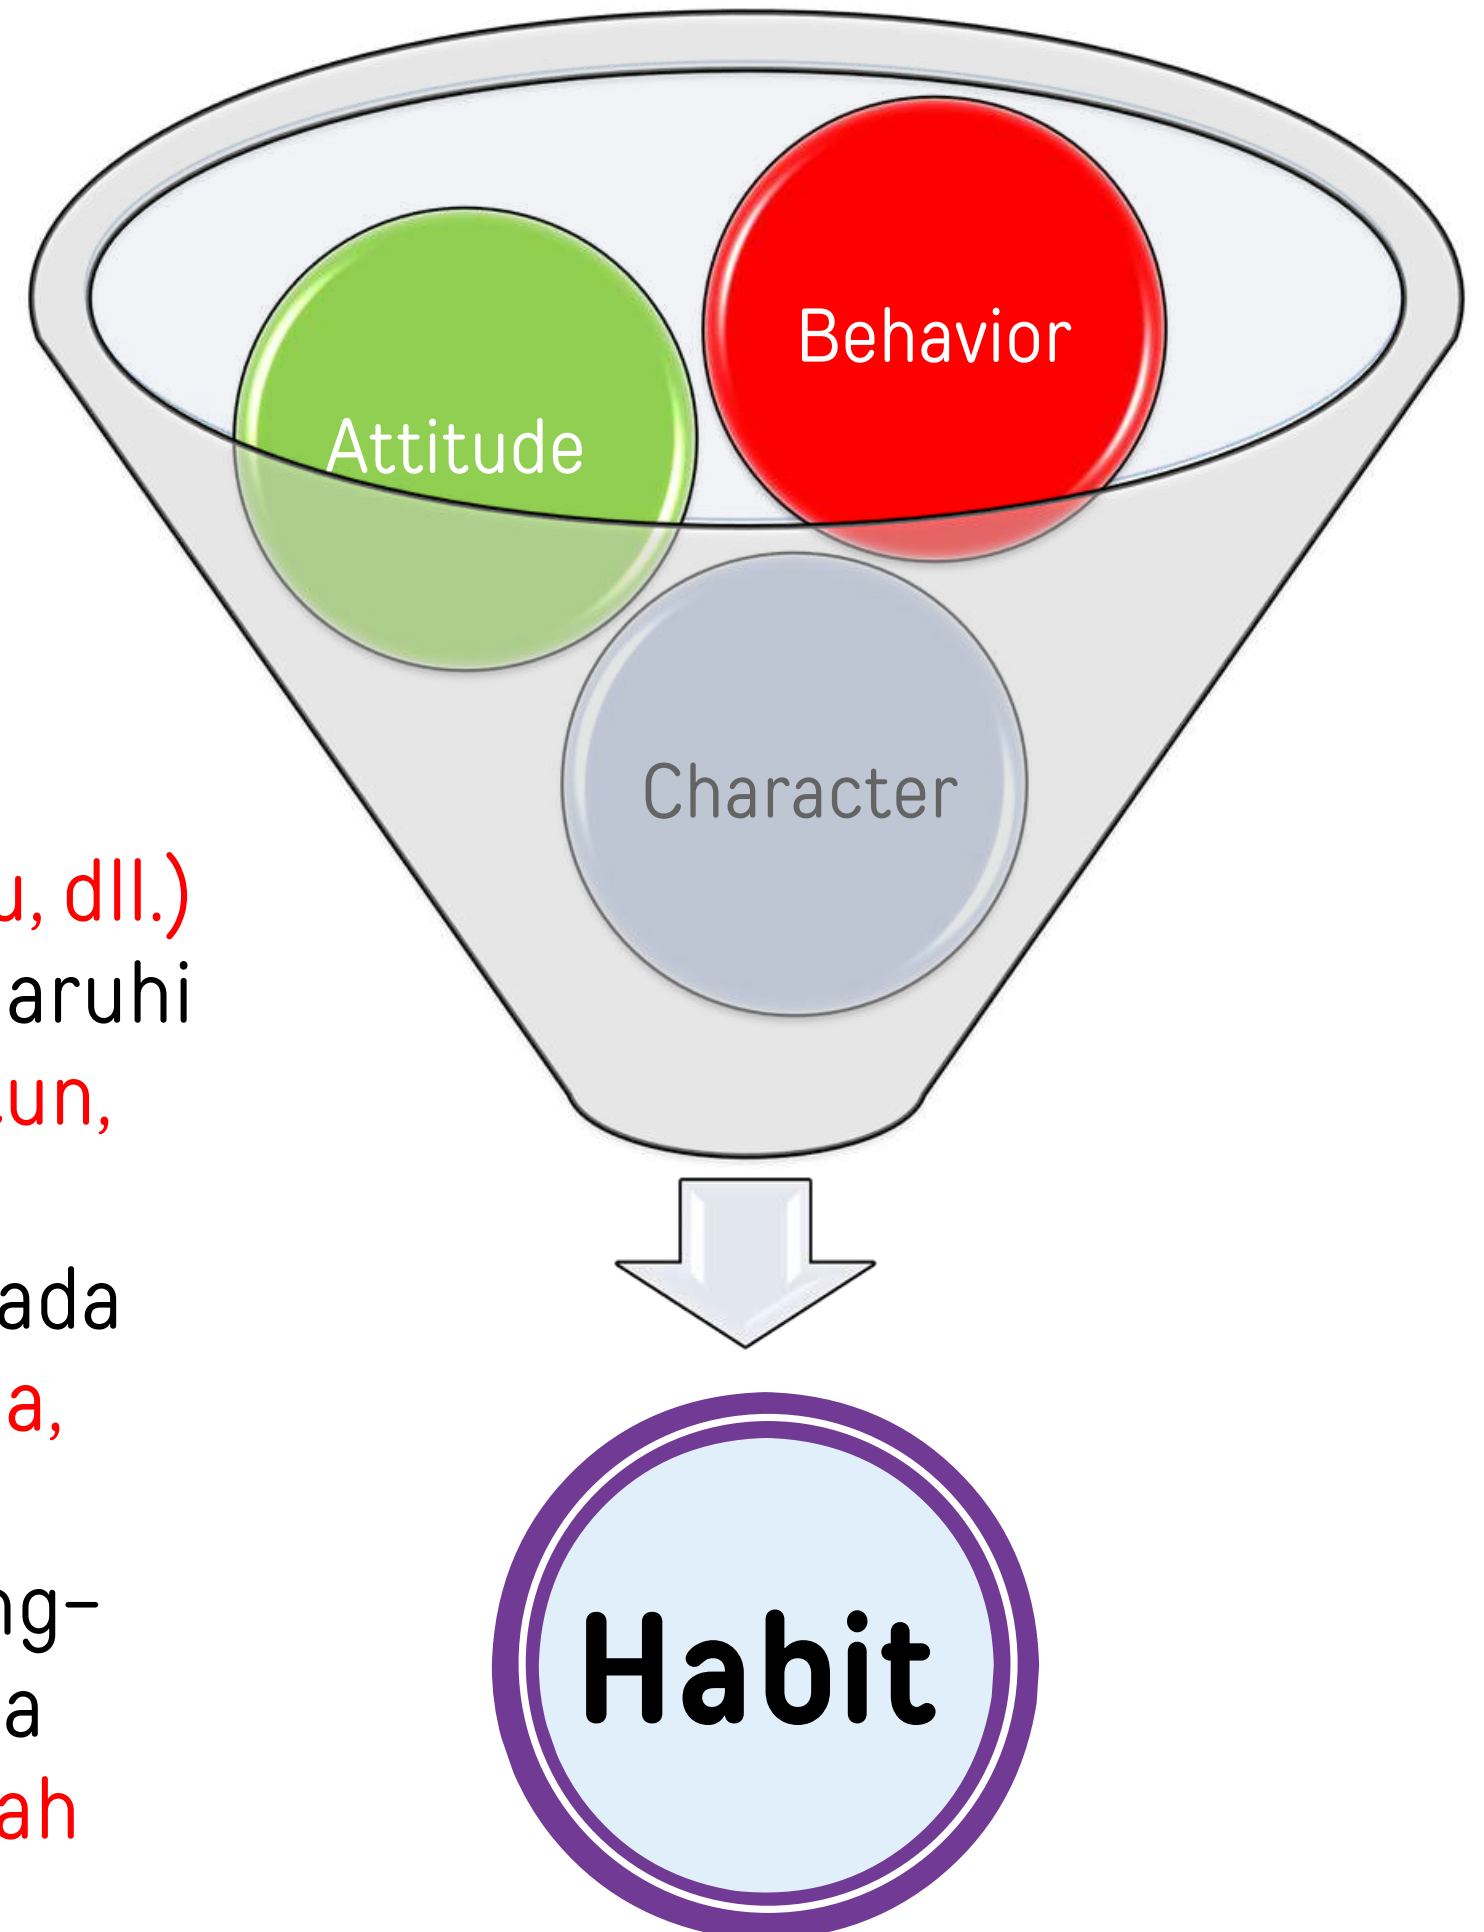 Behavior
Attitude
Character
u, dll.)
aruhi
un,
ada
a,
ng-
a
ah
Habit